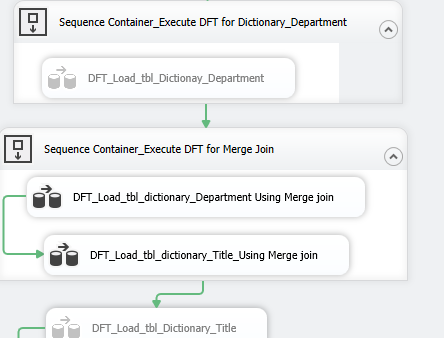 Sequence Container_Execute DFT for Dictionary_Department
DFT_Load_tbl_Dictionay_Department
Sequence Container_Execute DFT for Merge Join
DFT_Load_tbl_dictionary_Department Using Merge join
DFT_Load_tbl_dictionary_Title_Using Merge join
DFT_Load_tbl_Dictionary_Title